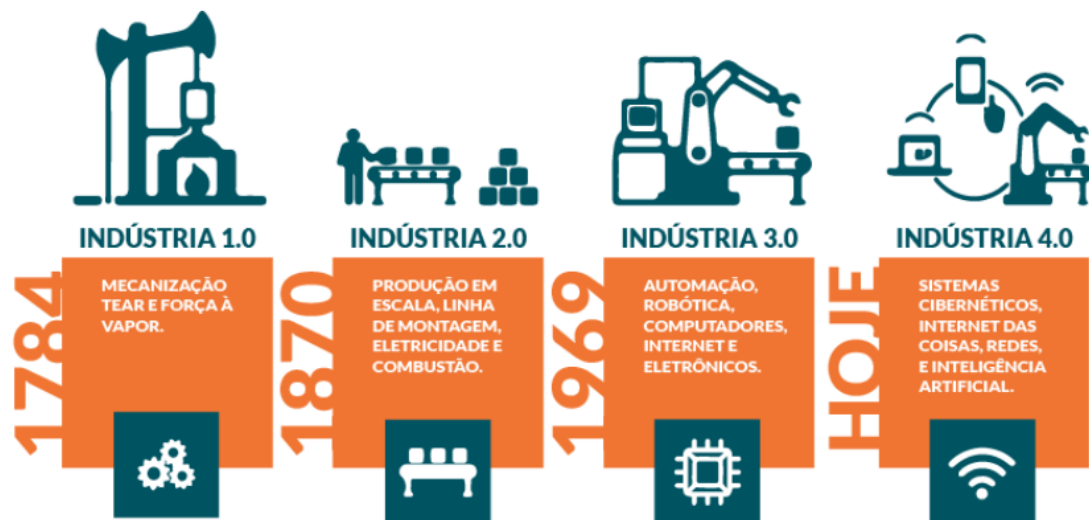 INDÚSTRIA 1.0
1784
MECANIZAÇÃO
TEAR E FORÇA À
VAPOR.
INDÚSTRIA 2.0
1870
PRODUÇÃO EM
ESCALA, LINHA
DE MONTAGEM,
ELETRICIDADE E
COMBUSTÃO.
INDÚSTRIA 3.0
1969
AUTOMAÇÃO,
ROBÓTICA,
COMPUTADORES,
INTERNET E
ELETRÔNICOS.
INDÚSTRIA 4.0
HOJE
SISTEMAS
CIBERNÉTICOS,
INTERNET DAS
COISAS, REDES,
E INTELIGÊNCIA
ARTIFICIAL.